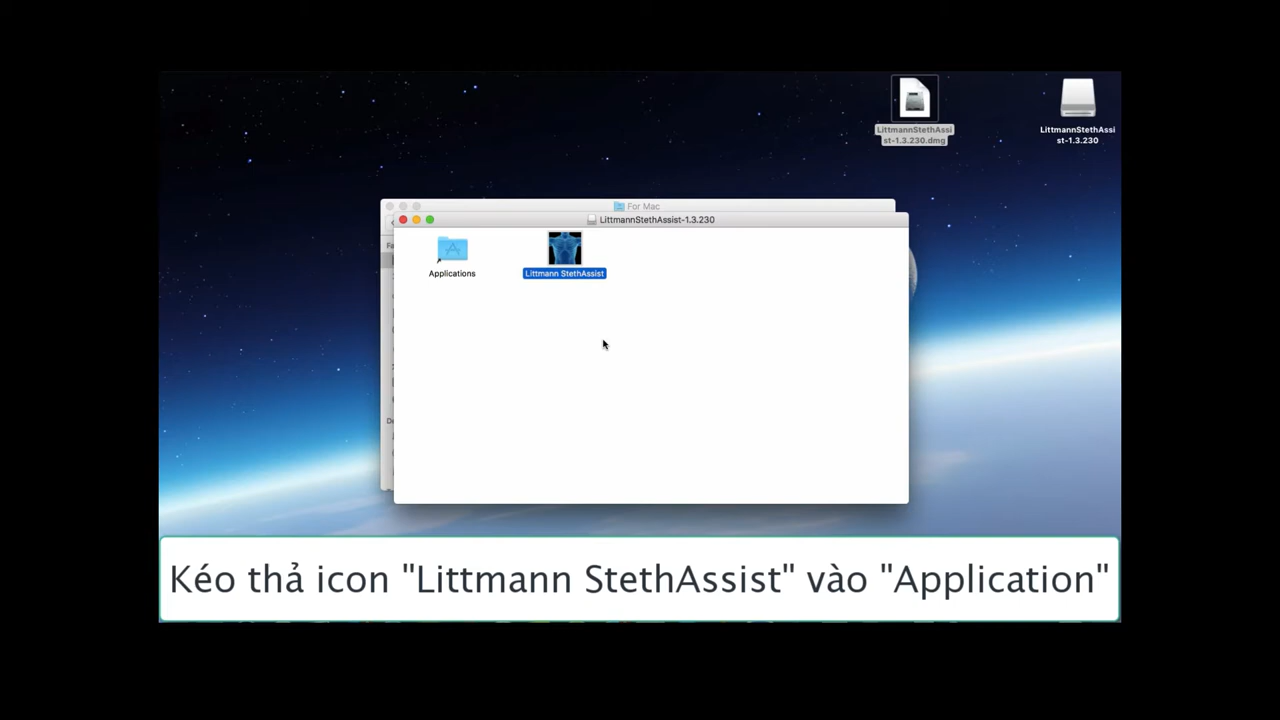 LittmannStethAssi
st-1.3.230.dmg
LittmannStethAssi
st-1.3.230
For Mac
LittmannStethAssist-1.3.230
Applications
Littmann StethAssist
Kéo thả icon "Littmann StethAssist" vào "Application"